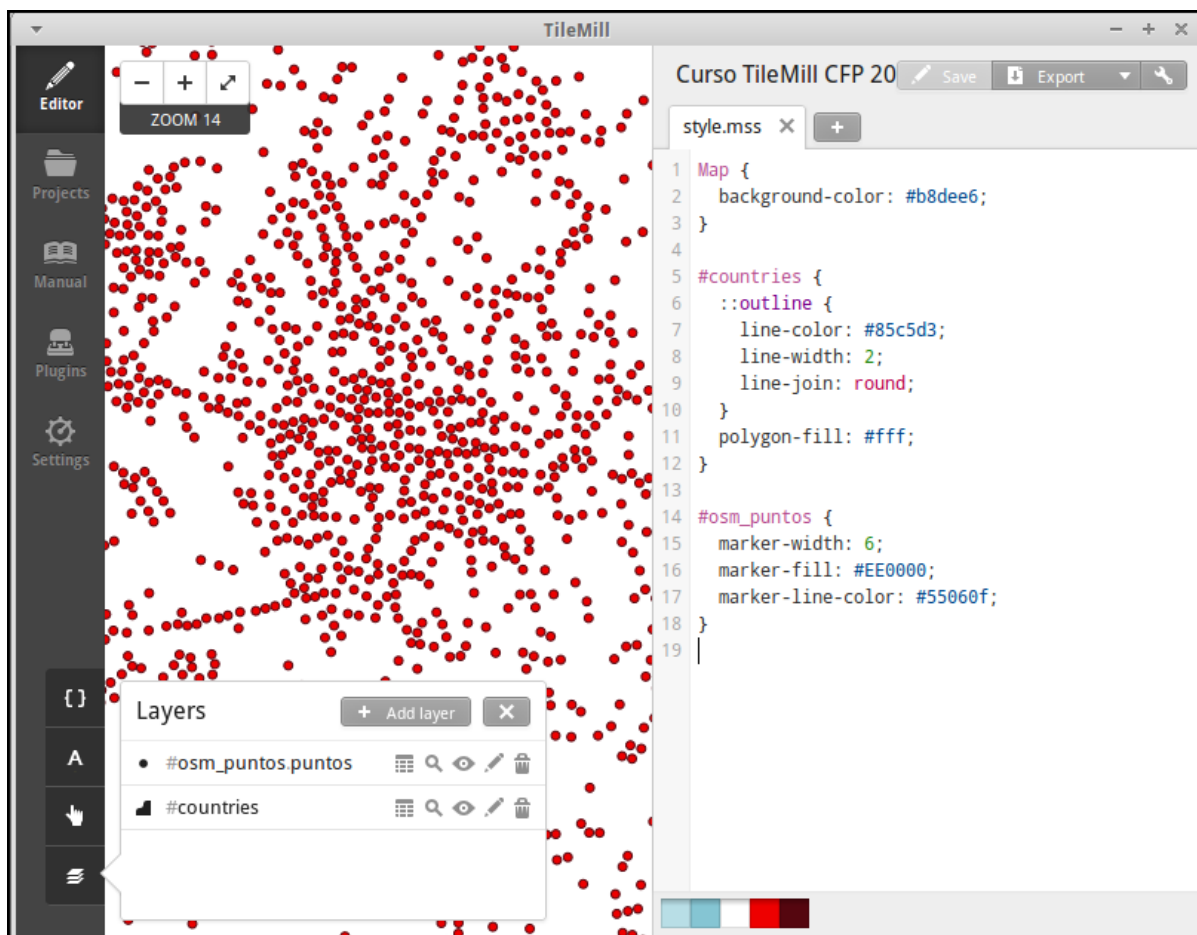 TileMill
Editor
Projects
Manual
Plugins
Settings
{}
A
ZOOM 14
Layers
+ Add layer
#osm_puntos.puntos
#countries
Curso TileMill CFP 20
Save
Export
style.mss
1 Map {
2 background-color: #b8dee6;
3 }
4
5 #countries {
6 ::outline {
7 line-color: #85c5d3;
8 line-width: 2;
9 line-join: round;
10 }
11 polygon-fill: #fff;
12 }
13
14 #osm_puntos {
15 marker-width: 6;
16 marker-fill: #EE0000;
17 marker-line-color: #55060f;
18 }
19